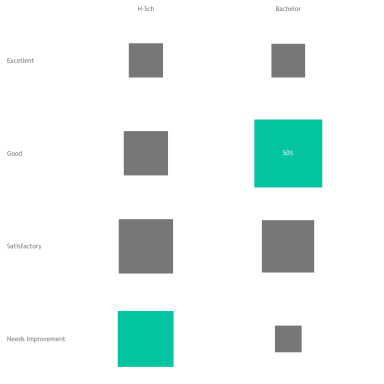 H-Sch Bachelor
Excellent
Good 50%
Satisfactory
Needs Improvement